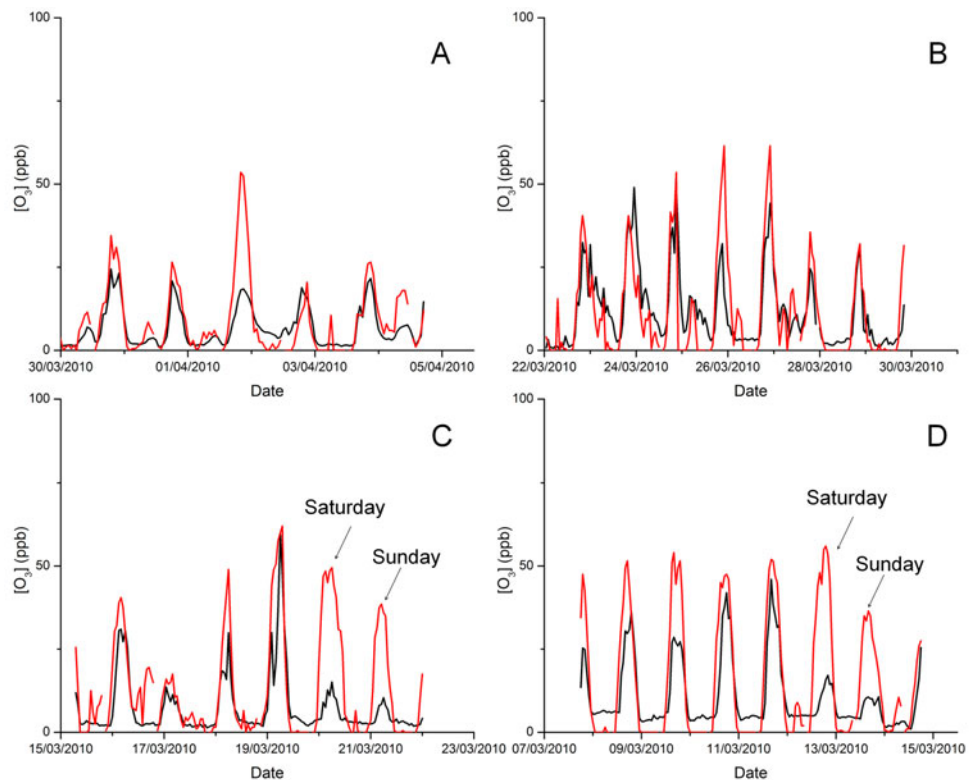 100
A
[O3] (ppb)
50
0
30/03/2010
01/04/2010
03/04/2010
05/04/2010
Date
100
B
[O3] (ppb)
50
0
22/03/2010
24/03/2010
26/03/2010
28/03/2010
30/03/2010
Date
100
C
Saturday
Sunday
[O3] (ppb)
50
0
15/03/2010
17/03/2010
19/03/2010
21/03/2010
23/03/2010
Date
100
D
Saturday
Sunday
[O3] (ppb)
50
0
07/03/2010
09/03/2010
11/03/2010
13/03/2010
15/03/2010
Date